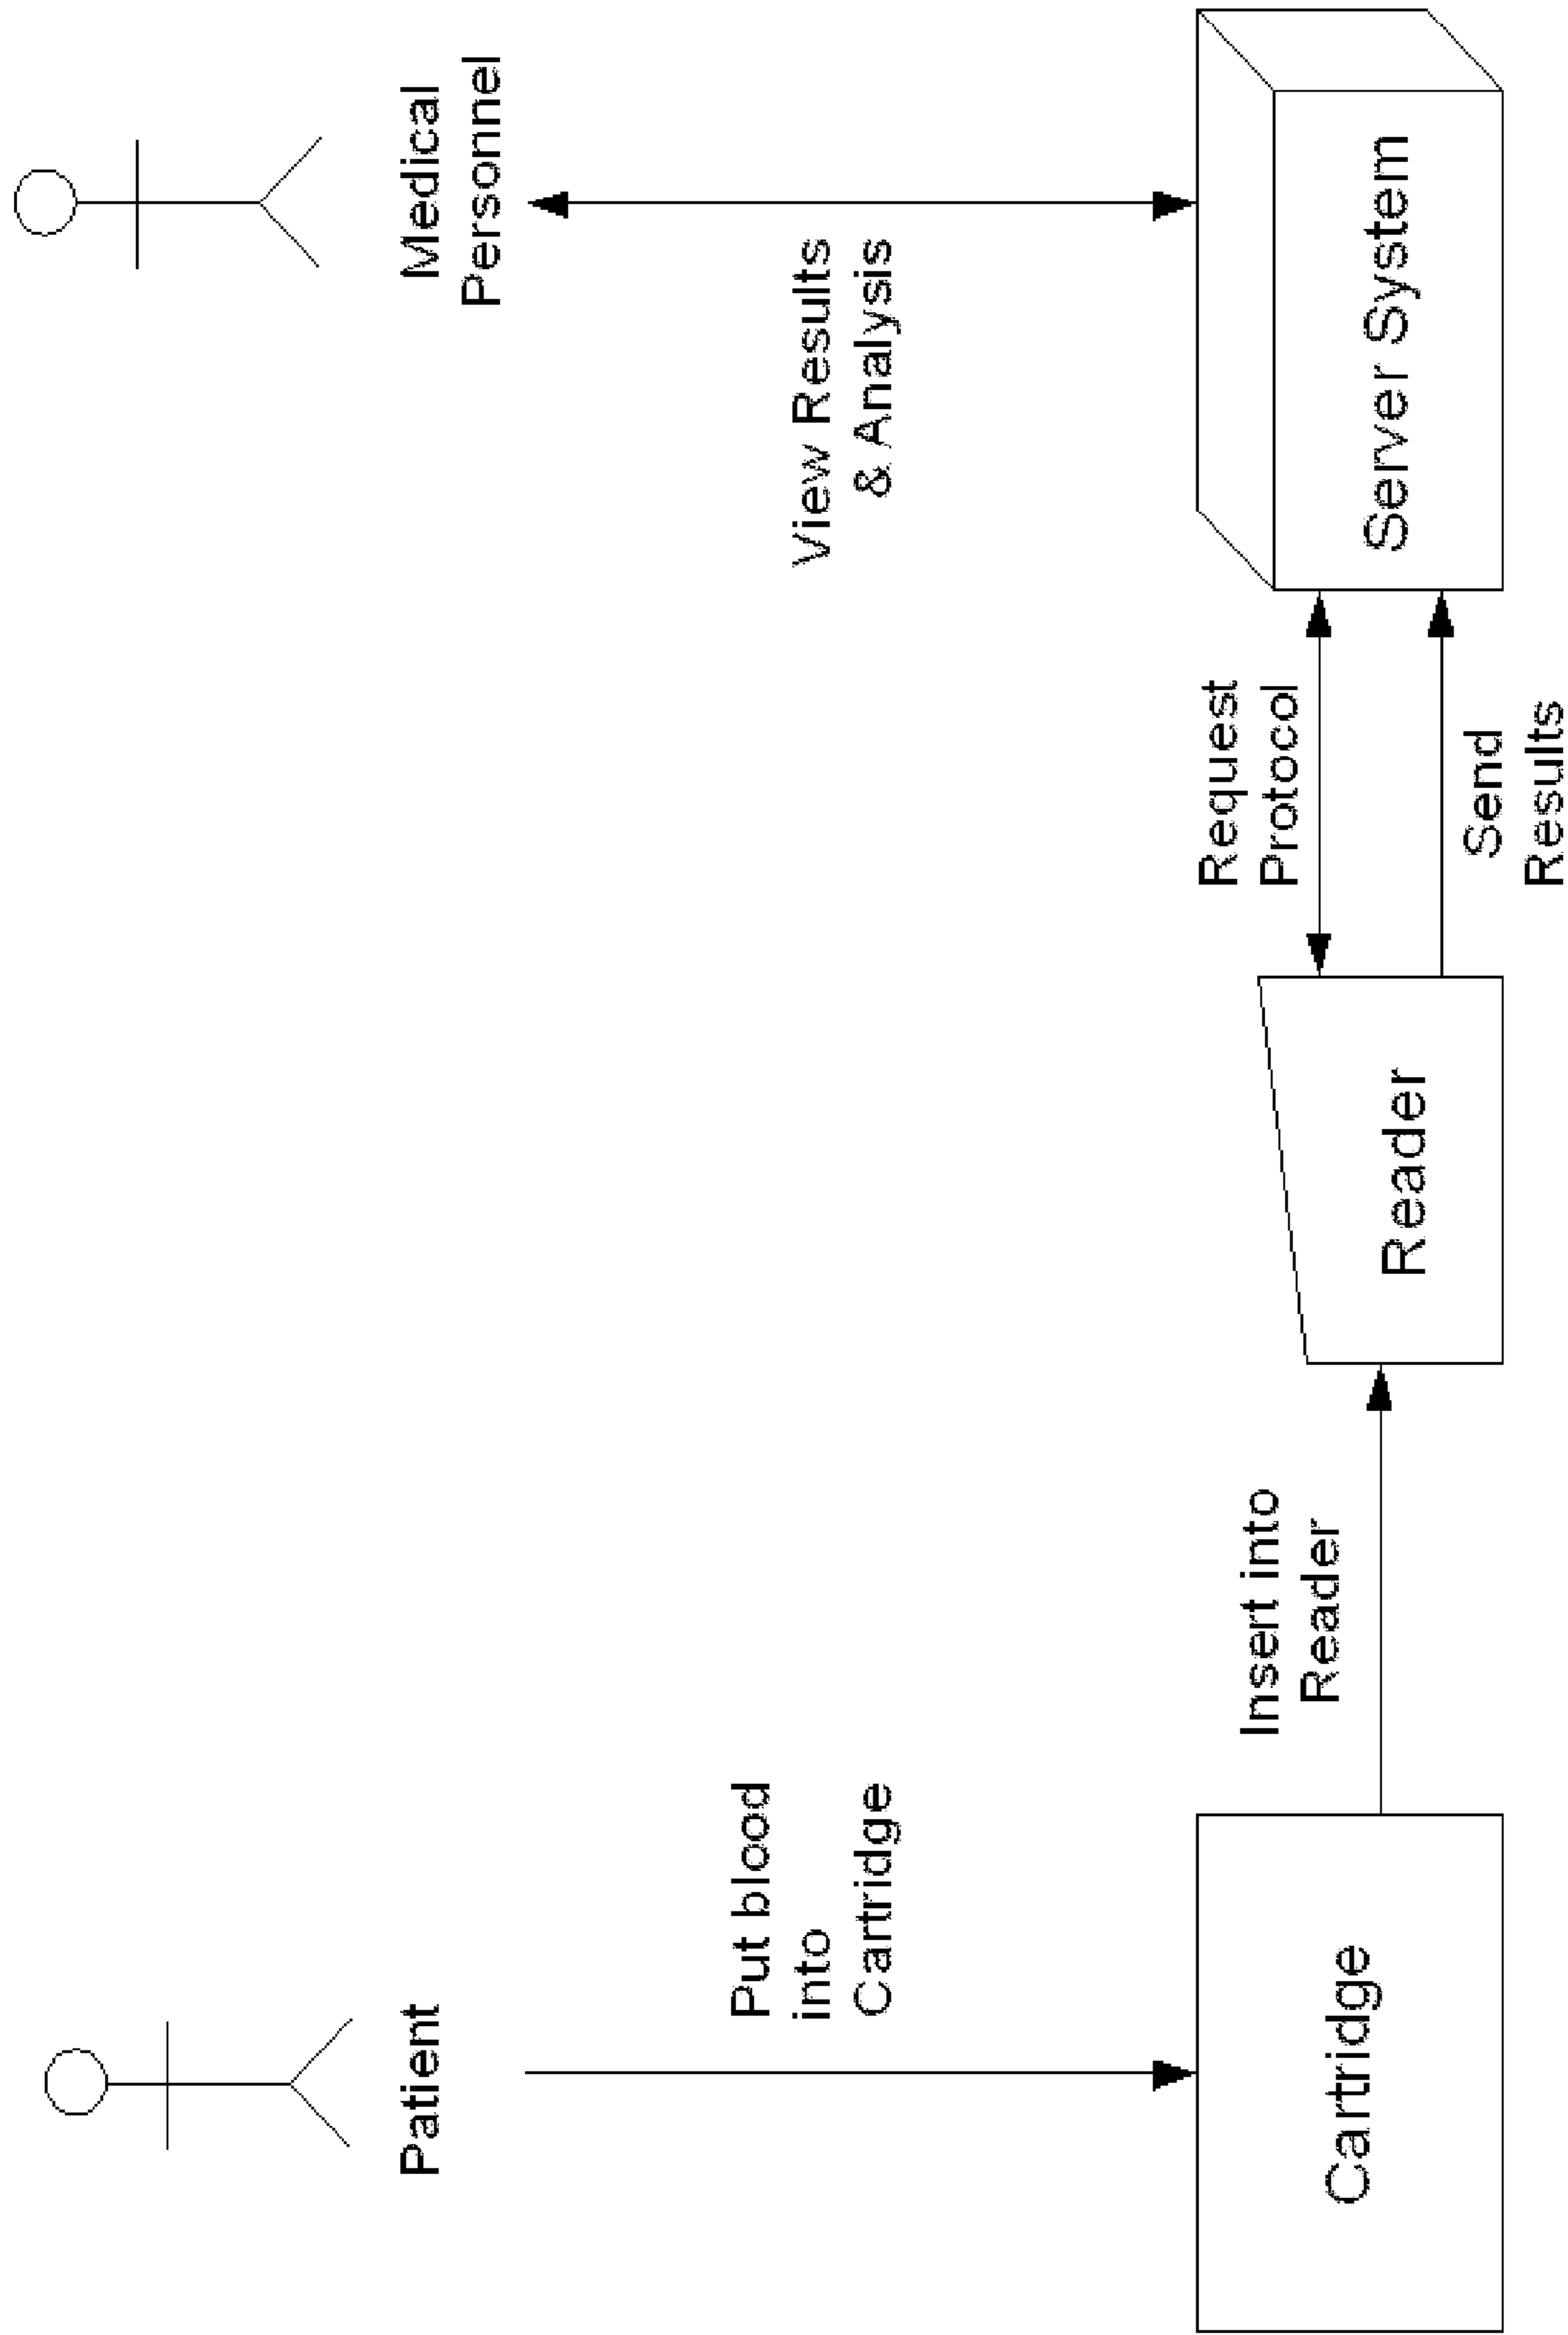 Patient
Medical
Personnel
Put blood
into
Cartridge
View Results
& Analysis
Insert into
Reader
Request
Protocol
Cartridge
Reader
Server System
Send
Results